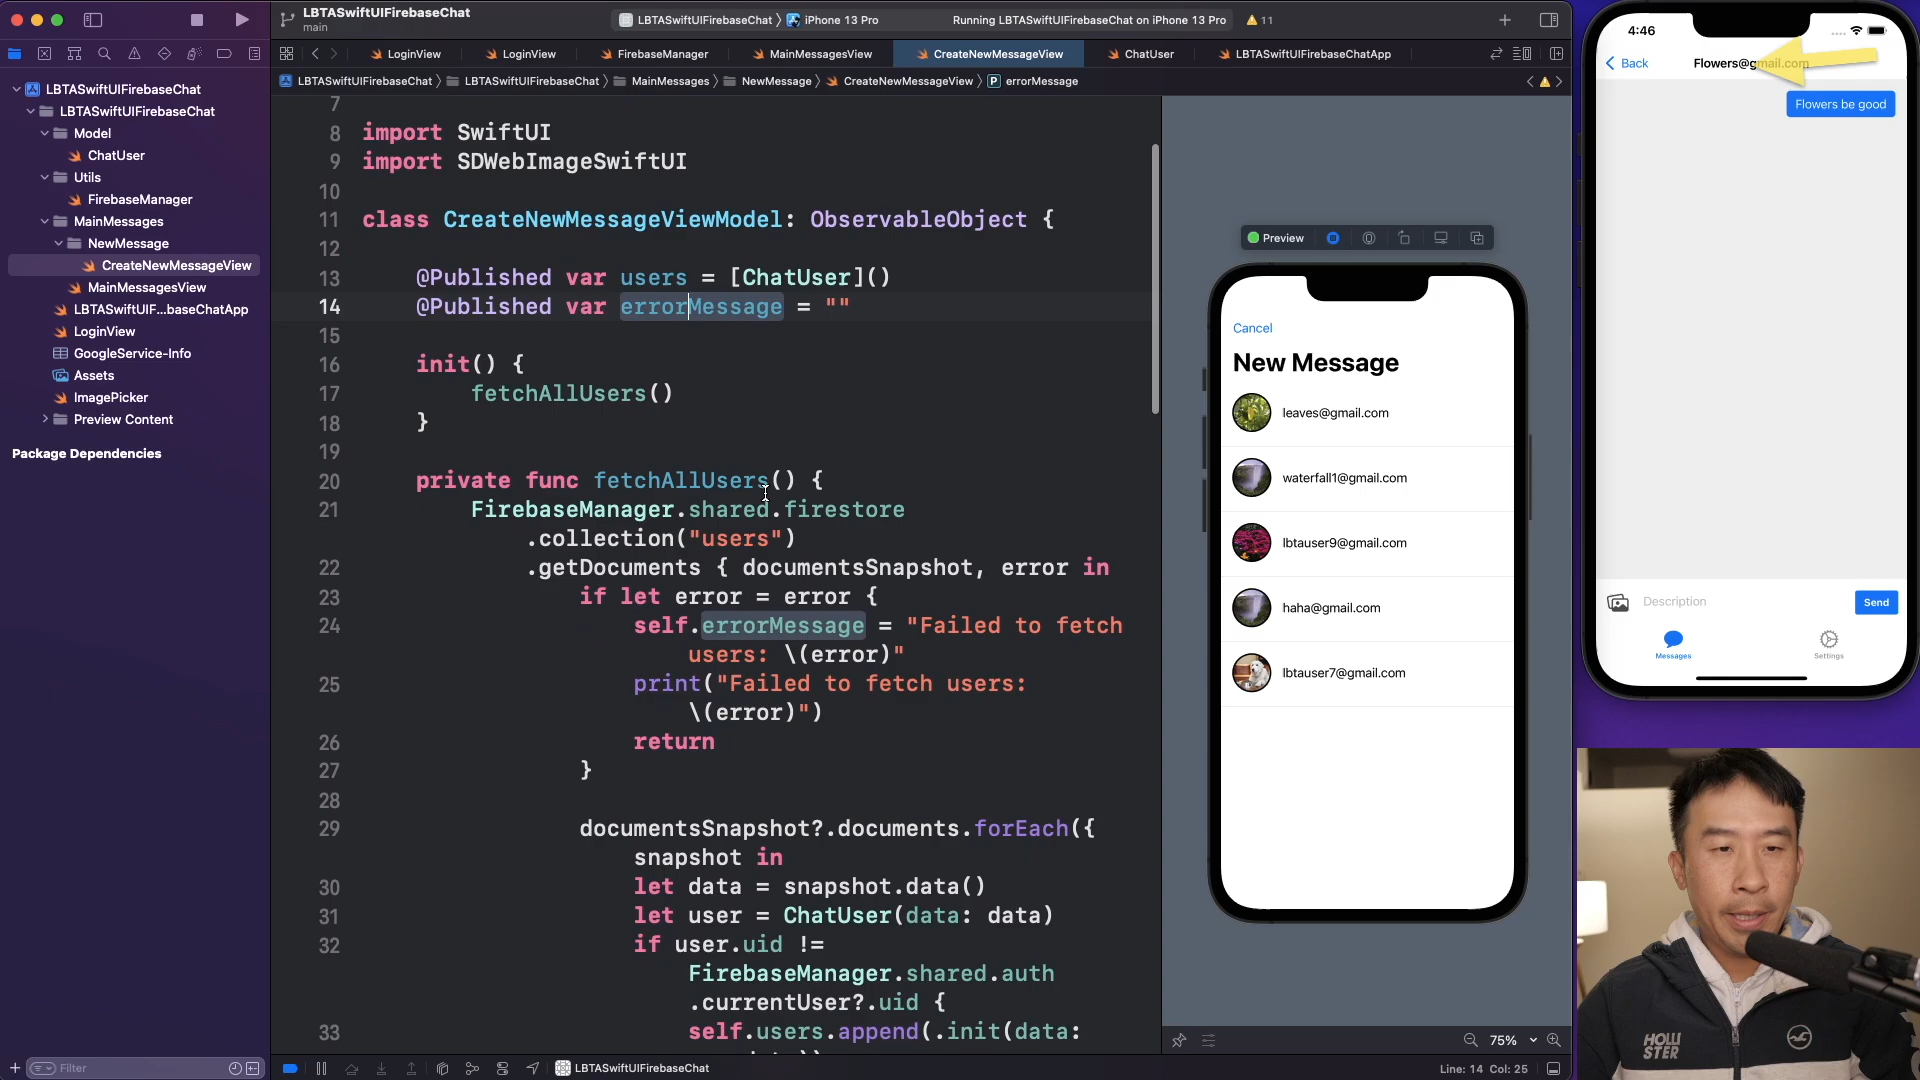 LBTASwiftUIFirebaseChat
main
LBTASwiftUIFirebaseChat
iPhone 13 Pro
Running LBTASwiftUIFirebaseChat on iPhone 13 Pro
11
LoginView
LoginView
FirebaseManager
MainMessagesView
CreateNewMessageView
ChatUser
LBTASwiftUIFirebaseChatApp
LBTASwiftUIFirebaseChat
LBTASwiftUIFirebaseChat
MainMessages
NewMessage
CreateNewMessageView
P
errorMessage
LBTASwiftUIFirebaseChat
LBTASwiftUIFirebaseChat
Model
ChatUser
Utils
FirebaseManager
MainMessages
NewMessage
CreateNewMessageView
MainMessagesView
LBTASwiftUIF...baseChatApp
LoginView
GoogleService-Info
Assets
ImagePicker
Preview Content
Package Dependencies
Filter
7
8 import SwiftUI
9 import SDWebImageSwiftUI
10
11 class CreateNewMessageViewModel: ObservableObject {
12
13 @Published var users = [ChatUser]()
14 @Published var errorMessage = ""
15
16 init() {
17 fetchAllUsers()
18 }
19
20 private func fetchAllUsers() {
21 FirebaseManager.shared.firestore
.collection("users")
22 .getDocuments { documentsSnapshot, error in
23 if let error = error {
24 self.errorMessage = "Failed to fetch
users: \(error)"
25 print("Failed to fetch users:
\(error)")
26 return
27 }
28
29 documentsSnapshot?.documents.forEach({
snapshot in
30 let data = snapshot.data()
31 let user = ChatUser(data: data)
32 if user.uid !=
FirebaseManager.shared.auth
.currentUser?.uid {
33 self.users.append(.init(data:
data))
LBTASwiftUIFirebaseChat
Line: 14 Col: 25
Preview
Cancel
New Message
leaves@gmail.com
waterfall1@gmail.com
lbtauser9@gmail.com
haha@gmail.com
lbtauser7@gmail.com
75%
4:46
Back
Flowers@gmail.com
Flowers be good
Description
Send
Messages
Settings
HOLLI
STER